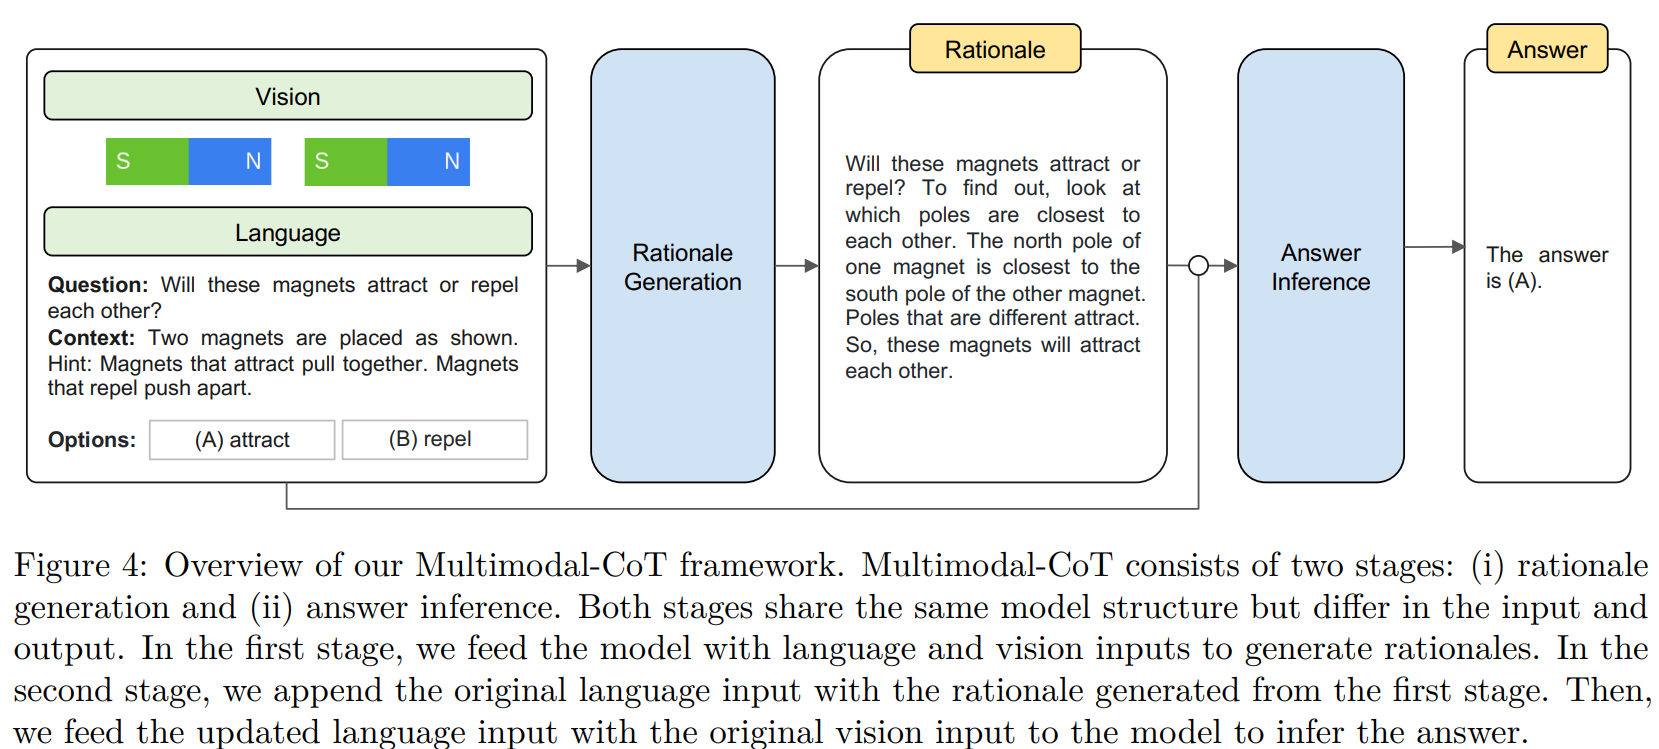 Vision
S N S N
Language
Question: Will these magnets attract or repel
each other?
Context: Two magnets are placed as shown.
Hint: Magnets that attract pull together. Magnets
that repel push apart.
Options: (A) attract (B) repel
Rationale
Generation
Rationale
Will these magnets attract or
repel? To find out, look at
which poles are closest to
each other. The north pole of
one magnet is closest to the
south pole of the other magnet.
Poles that are different attract.
So, these magnets will attract
each other.
Answer
Inference
Answer
The answer
is (A).
Figure 4: Overview of our Multimodal-CoT framework. Multimodal-CoT consists of two stages: (i) rationale
generation and (ii) answer inference. Both stages share the same model structure but differ in the input and
output. In the first stage, we feed the model with language and vision inputs to generate rationales. In the
second stage, we append the original language input with the rationale generated from the first stage. Then,
we feed the updated language input with the original vision input to the model to infer the answer.